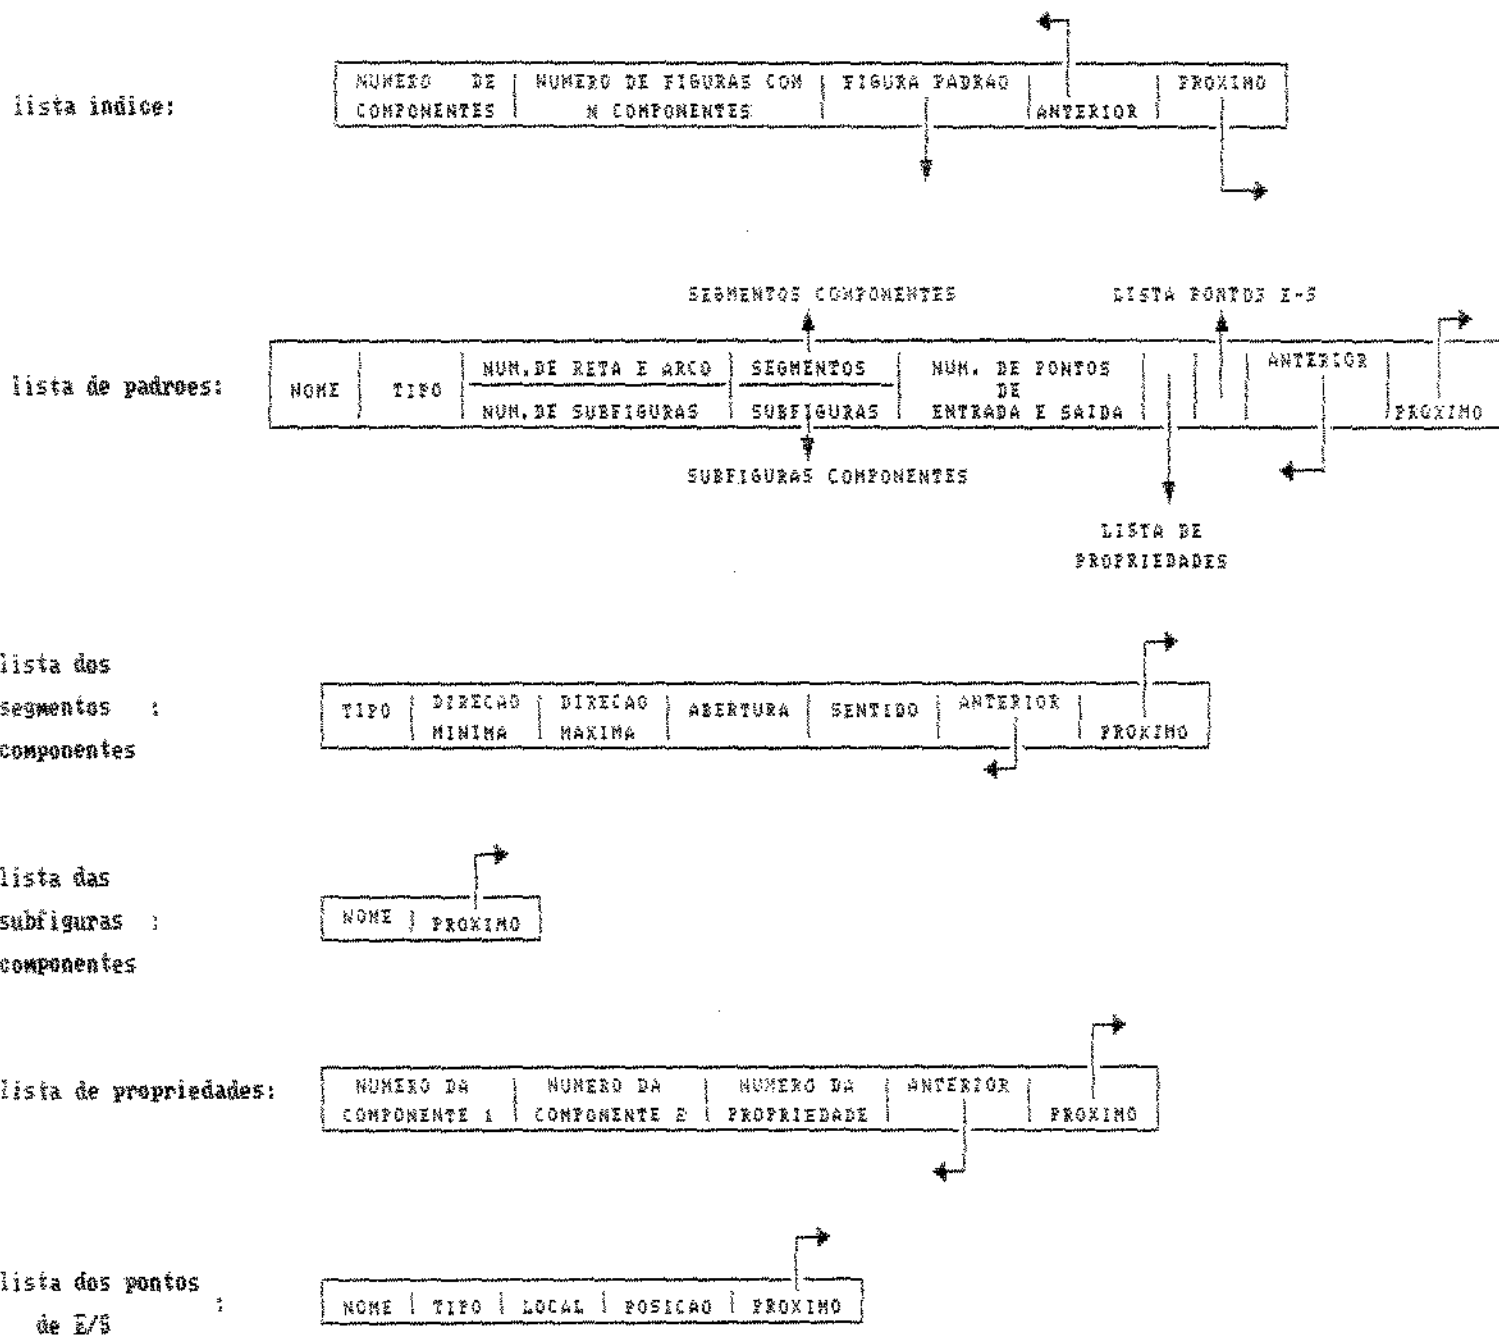 lista indice:
NUMERO DE COMPONENTES
NUMERO DE FIGURAS COM N COMPONENTES
FIGURA PADRAO
ANTERIOR
PROXIMO
SEGMENTOS COMPONENTES
LISTA PONTOS E-S
lista de padroes:
NOME
TIPO
NUM.DE RETA E ARCO
NUM.DE SUBFIGURAS
SEGMENTOS
SUBFIGURAS
NUM. DE PONTOS
DE
ENTRADA E SAIDA
ANTERIOR
PROXIMO
SUBFIGURAS COMPONENTES
LISTA DE
PROPRIEDADES
lista dos
segmentos :
componentes
TIPO
DIRECAO
MINIMA
DIRECAO
MAXIMA
ABERTURA
SENTIDO
ANTERIOR
PROXIMO
lista das
subfiguras :
componentes
NOME
PROXIMO
lista de propriedades:
NUMERO DA
COMPONENTE 1
NUMERO DA
COMPONENTE 2
NUMERO DA
PROPRIEDADE
ANTERIOR
PROXIMO
lista dos pontos
de E/S :
NOME
TIPO
LOCAL
POSICAO
PROXIMO